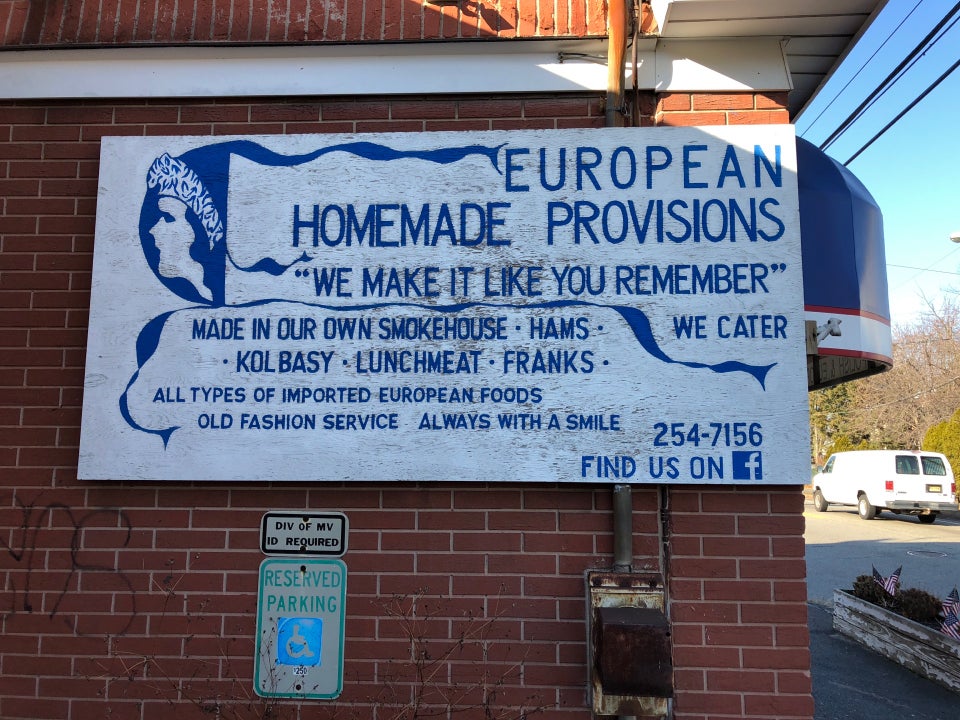 EUROPEAN
HOMEMADE PROVISIONS
"WE MAKE IT LIKE YOU REMEMBER"
MADE IN OUR OWN SMOKEHOUSE · HAMS ·
WE CATER
· KOLBASY · LUNCHMEAT · FRANKS ·
ALL TYPES OF IMPORTED EUROPEAN FOODS
OLD FASHION SERVICE ALWAYS WITH A SMILE
254-7156
FIND US ON f
DIV OF MV
ID REQUIRED
RESERVED
PARKING
$250